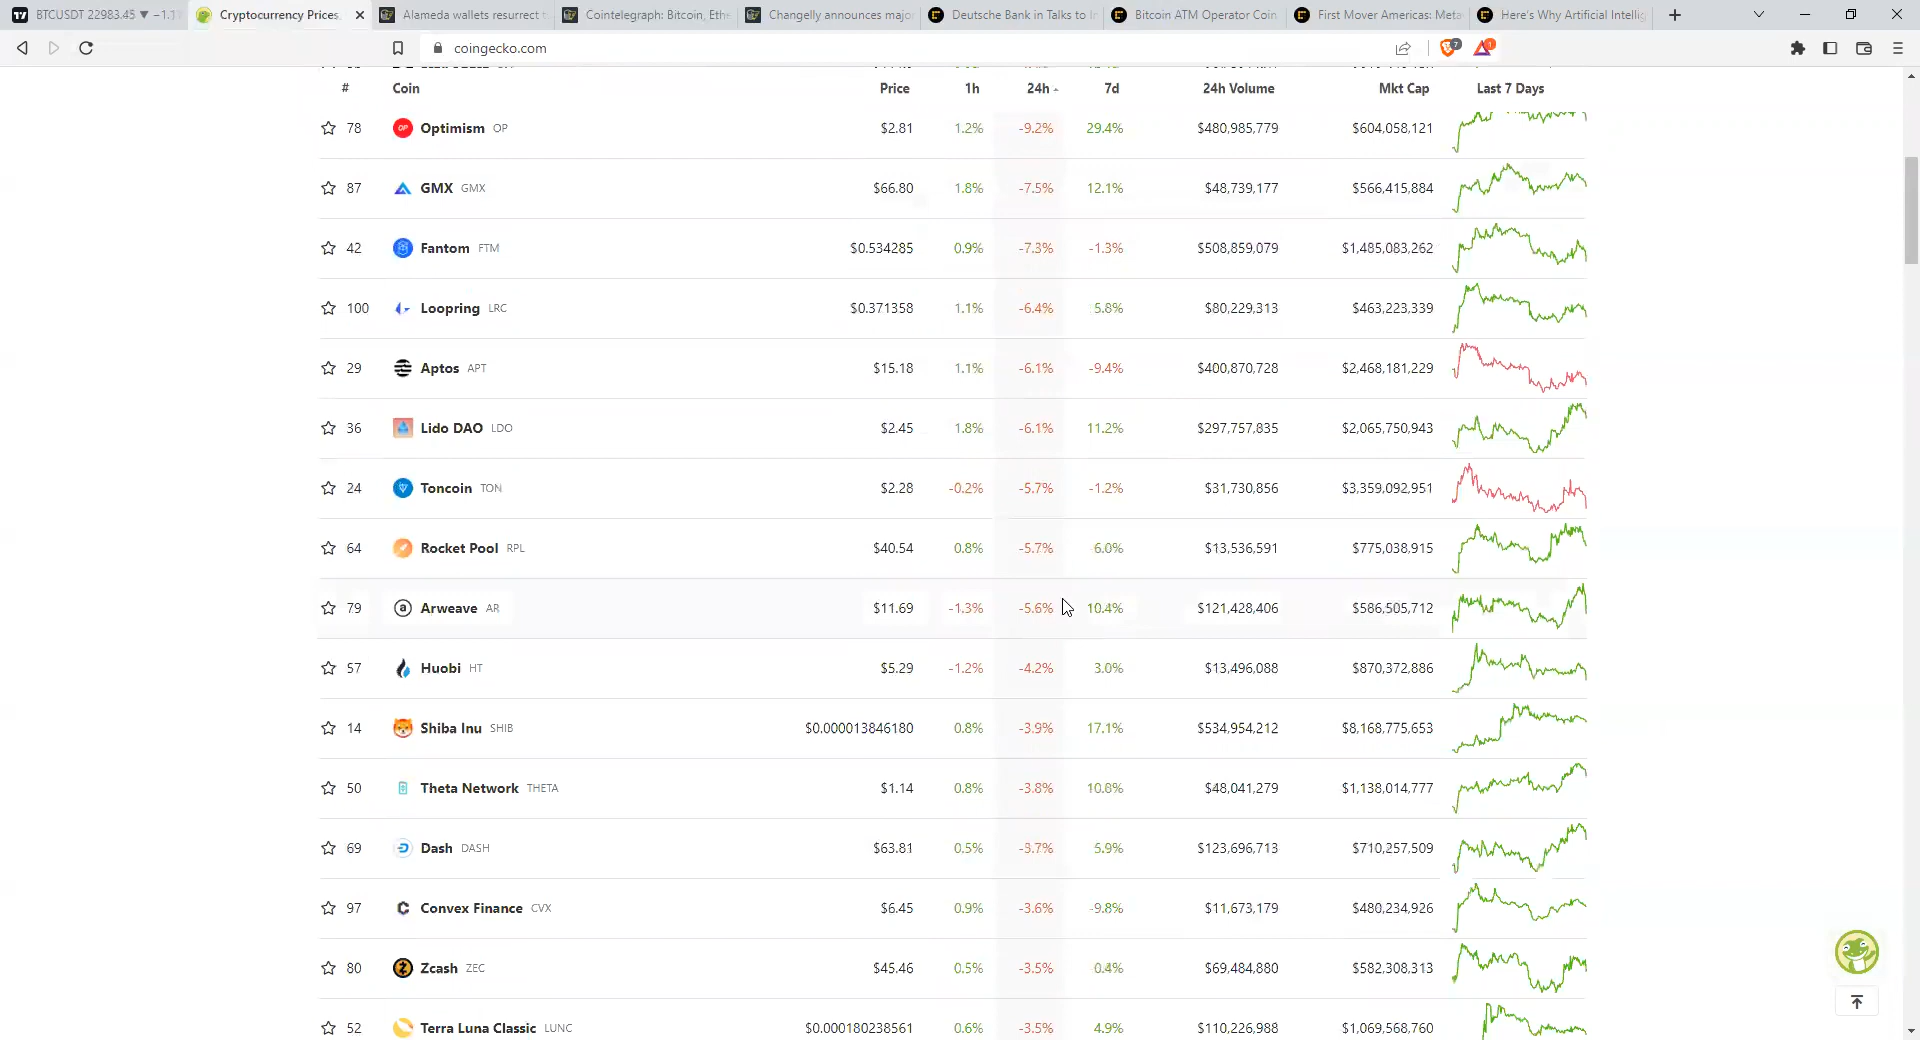 BTCUSDT 22983.45 ▼ −1.1
Cryptocurrency Prices,
Alameda wallets resurrect
Cointelegraph: Bitcoin, Ethe
Changelly announces major
Deutsche Bank in Talks to
Bitcoin ATM Operator Coin
First Mover Americas: Meta
Here's Why Artificial Intellig
coingecko.com
# Coin Price 1h 24h 7d 24h Volume Mkt Cap Last 7 Days
78 Optimism OP $2.81 1.2% -9.2% 29.4% $480,985,779 $604,058,121
87 GMX GMX $66.80 1.8% -7.5% 12.1% $48,739,177 $566,415,884
42 Fantom FTM $0.534285 0.9% -7.3% -1.3% $508,859,079 $1,485,083,262
100 Loopring LRC $0.371358 1.1% -6.4% 5.8% $80,229,313 $463,223,339
29 Aptos APT $15.18 1.1% -6.1% -9.4% $400,870,728 $2,468,181,229
36 Lido DAO LDO $2.45 1.8% -6.1% 11.2% $297,757,835 $2,065,750,943
24 Toncoin TON $2.28 -0.2% -5.7% -1.2% $31,730,856 $3,359,092,951
64 Rocket Pool RPL $40.54 0.8% -5.7% 6.0% $13,536,591 $775,038,915
79 Arweave AR $11.69 -1.3% -5.6% 10.4% $121,428,406 $586,505,712
57 Huobi HT $5.29 -1.2% -4.2% 3.0% $13,496,088 $870,372,886
14 Shiba Inu SHIB $0.000013846180 0.8% -3.9% 17.1% $534,954,212 $8,168,775,653
50 Theta Network THETA $1.14 0.8% -3.8% 10.8% $48,041,279 $1,138,014,777
69 Dash DASH $63.81 0.5% -3.7% 5.9% $123,696,713 $710,257,509
97 Convex Finance CVX $6.45 0.9% -3.6% -9.8% $11,673,179 $480,234,926
80 Zcash ZEC $45.46 0.5% -3.5% 0.4% $69,484,880 $582,308,313
52 Terra Luna Classic LUNC $0.000180238561 0.6% -3.5% 4.9% $110,226,988 $1,069,568,760